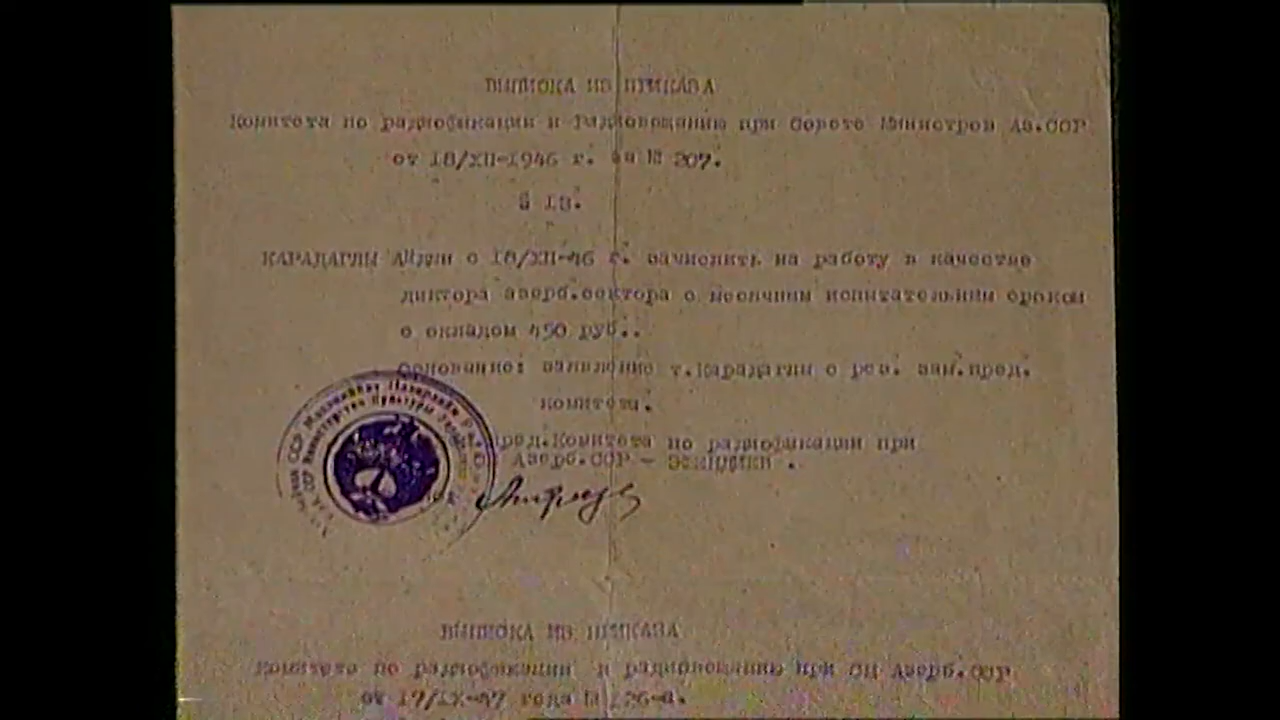 ВЫПИСКА ИЗ ПРИКАЗА
Комитета по радиофикации и Радиовещанию при Совете Министров Аз.ССР
от 18/XII-1946 г. за № 207.
§ 18.
КАРАДАГЛЫ с 18/XII-46 г. зачислить на работу в качестве
диктора азерб.сектора с месячным испытательным сроком
с окладом 450 руб..
Основание: заявление т.Карадаглы с рез. зам.пред.
комитета.
пред.Комитета по радиофикации при
Азерб.ССР -
ВЫПИСКА ИЗ ПРИКАЗА
Комитета по радиофикации и радиовещанию при СМ Азерб.ССР
от 17/IX-47 года №